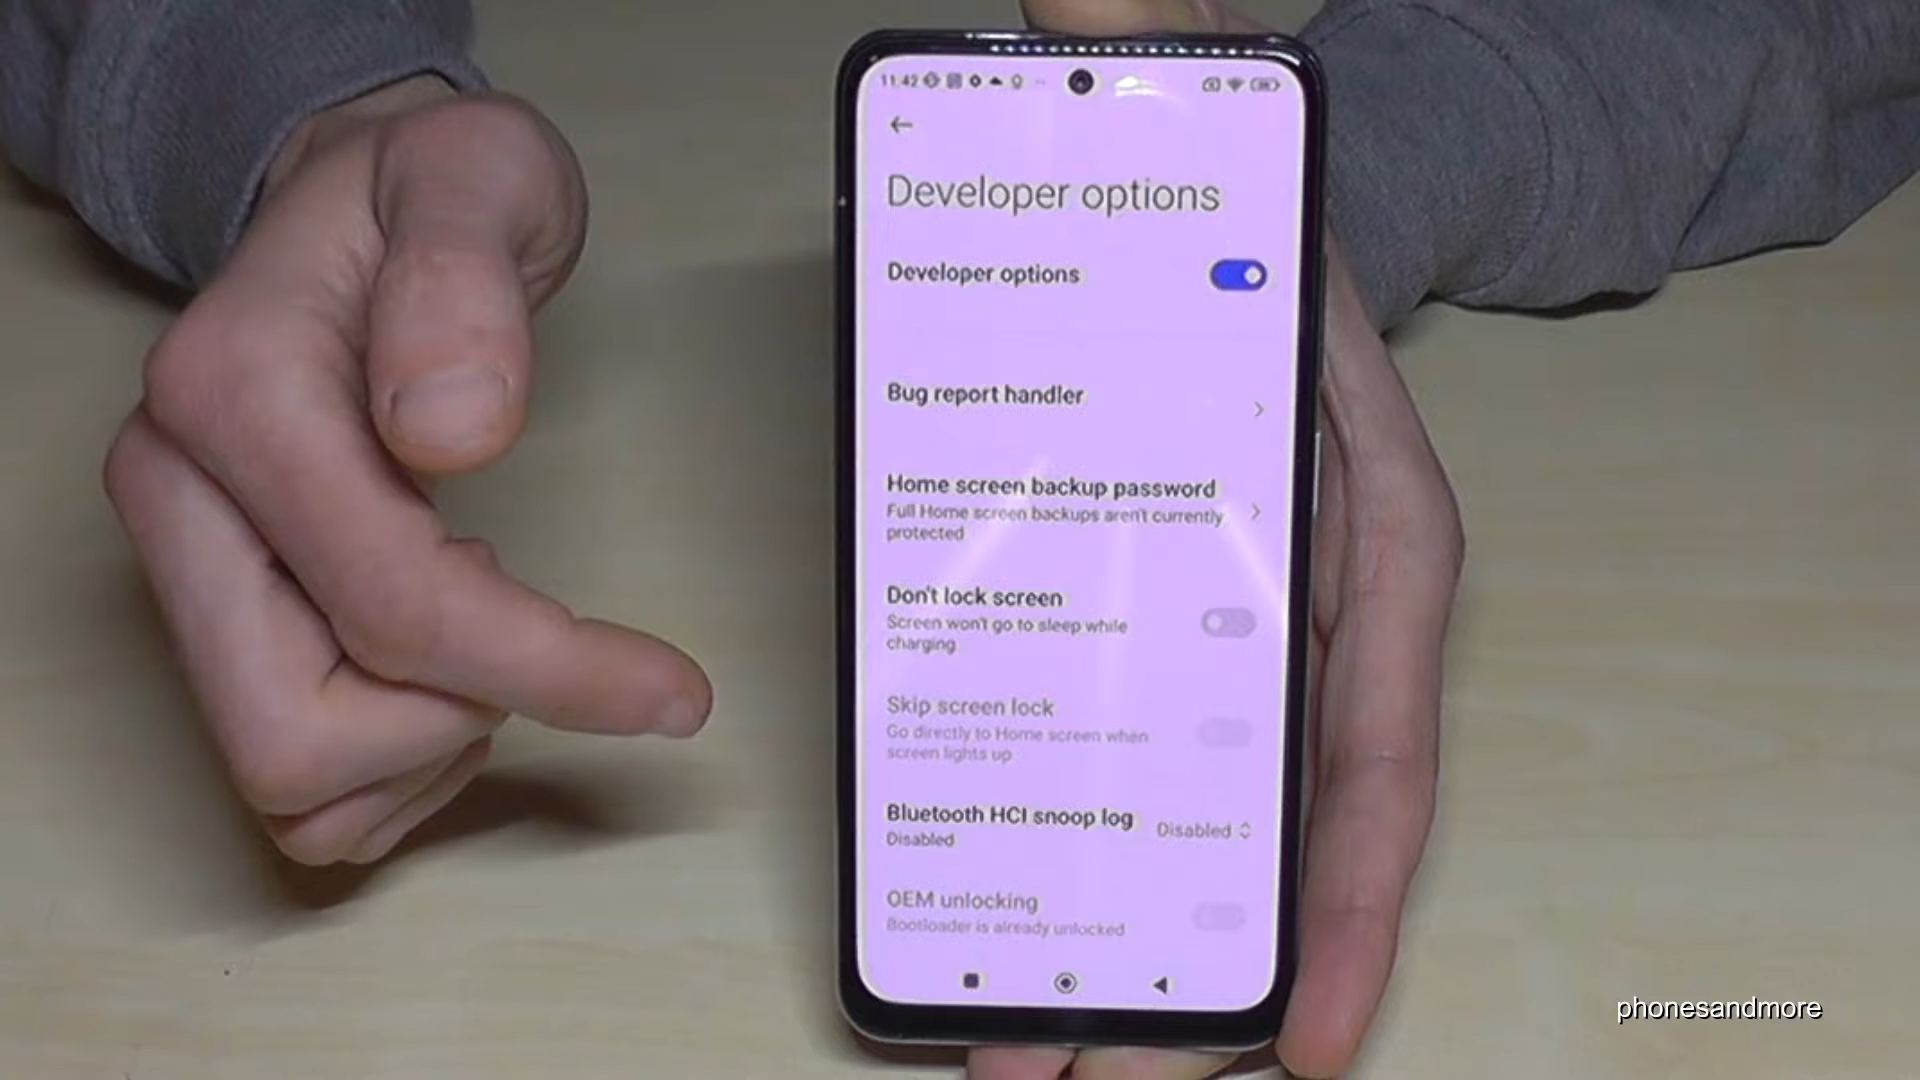 11:42
Developer options
Developer options
Bug report handler
Home screen backup password
Full Home screen backups aren't currently
protected
Don't lock screen
Screen won't go to sleep while
charging
Skip screen lock
Go directly to Home screen when
screen lights up
Bluetooth HCI snoop log
Disabled
Disabled
OEM unlocking
Bootloader is already unlocked
phonesandmore